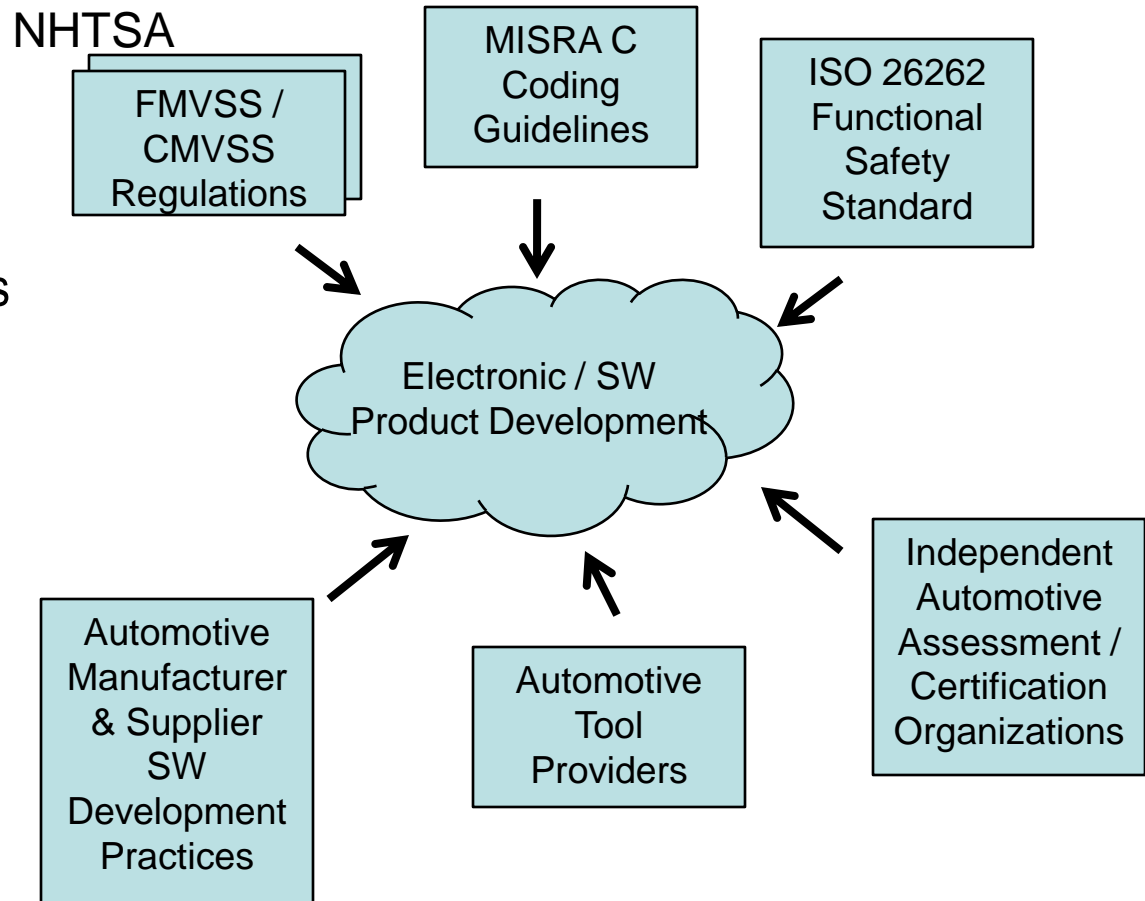 NHTSA
FMVSS /
CMVSS
Regulations
MISRA C
Coding
Guidelines
ISO 26262
Functional
Safety
Standard
s
Electronic / SW
Product Development
Automotive
Manufacturer
& Supplier
SW
Development
Practices
Automotive
Tool
Providers
Independent
Automotive
Assessment /
Certification
Organizations